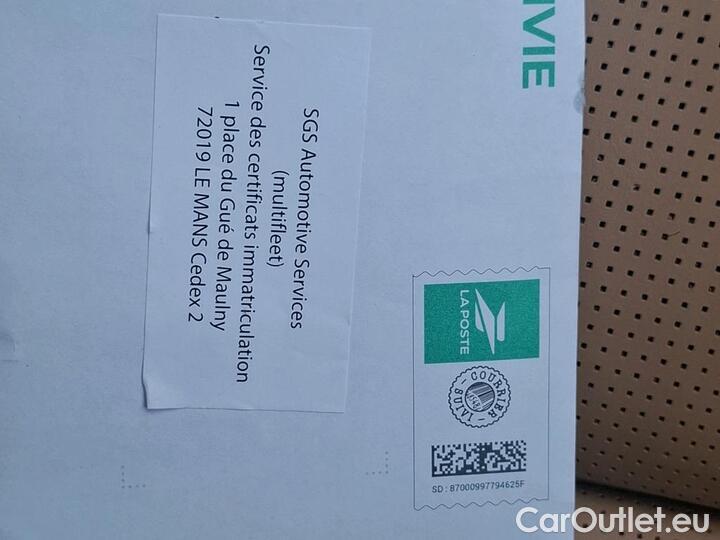 SGS Automotive Services
(multifleet)
Service des certificats immatriculation
1 place du Gué de Maulny
72019 LE MANS Cedex 2
LA POSTE
COURRIER
SUIVI
SD : 87000997794625F
CarOutlet.eu